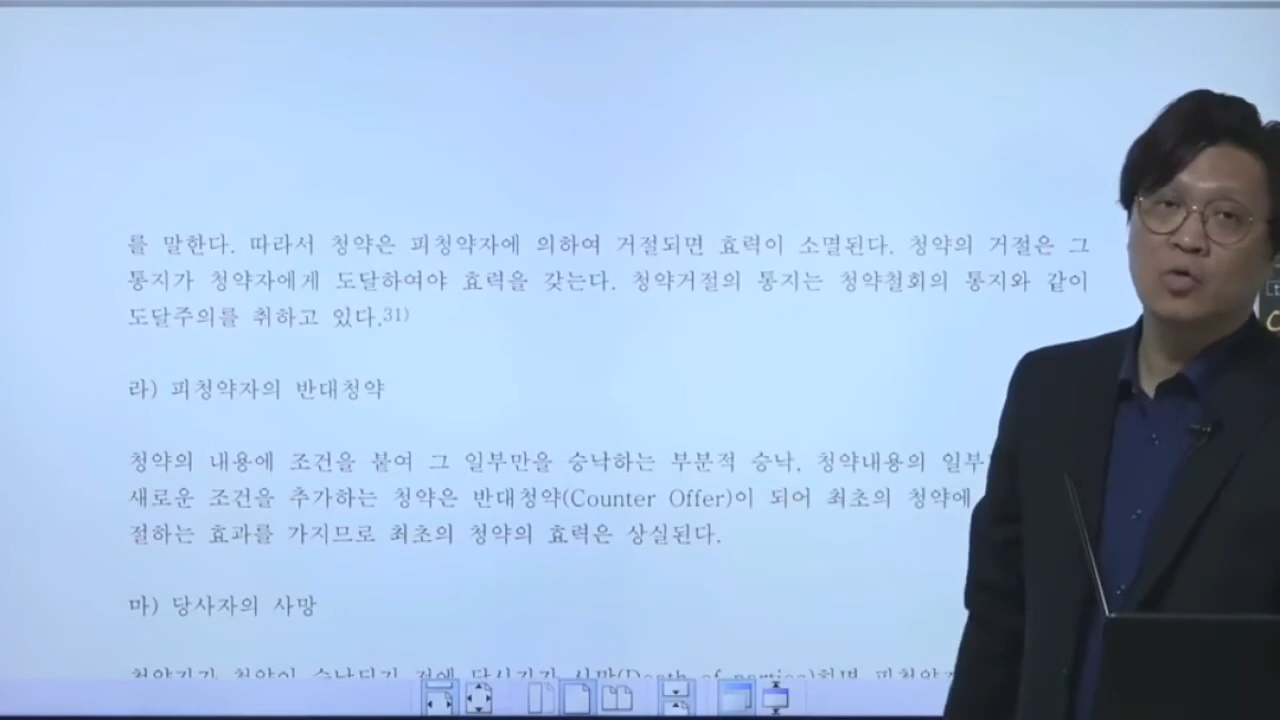 를 말한다. 따라서 청약은 피청약자에 의하여 거절되면 효력이 소멸된다. 청약의 거절은 그
통지가 청약자에게 도달하여야 효력을 갖는다. 청약거절의 통지는 청약철회의 통지와 같이
도달주의를 취하고 있다.31)
라) 피청약자의 반대청약
청약의 내용에 조건을 붙여 그 일부만을 승낙하는 부분적 승낙, 청약내용의 일부
새로운 조건을 추가하는 청약은 반대청약(Counter Offer)이 되어 최초의 청약에
절하는 효과를 가지므로 최초의 청약의 효력은 상실된다.
마) 당사자의 사망